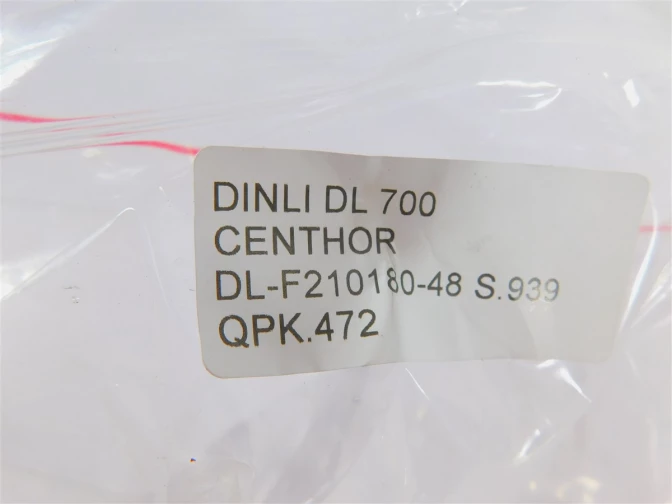 DINLI DL 700
CENTHOR
DL-F210180-48 S.939
QPK.472